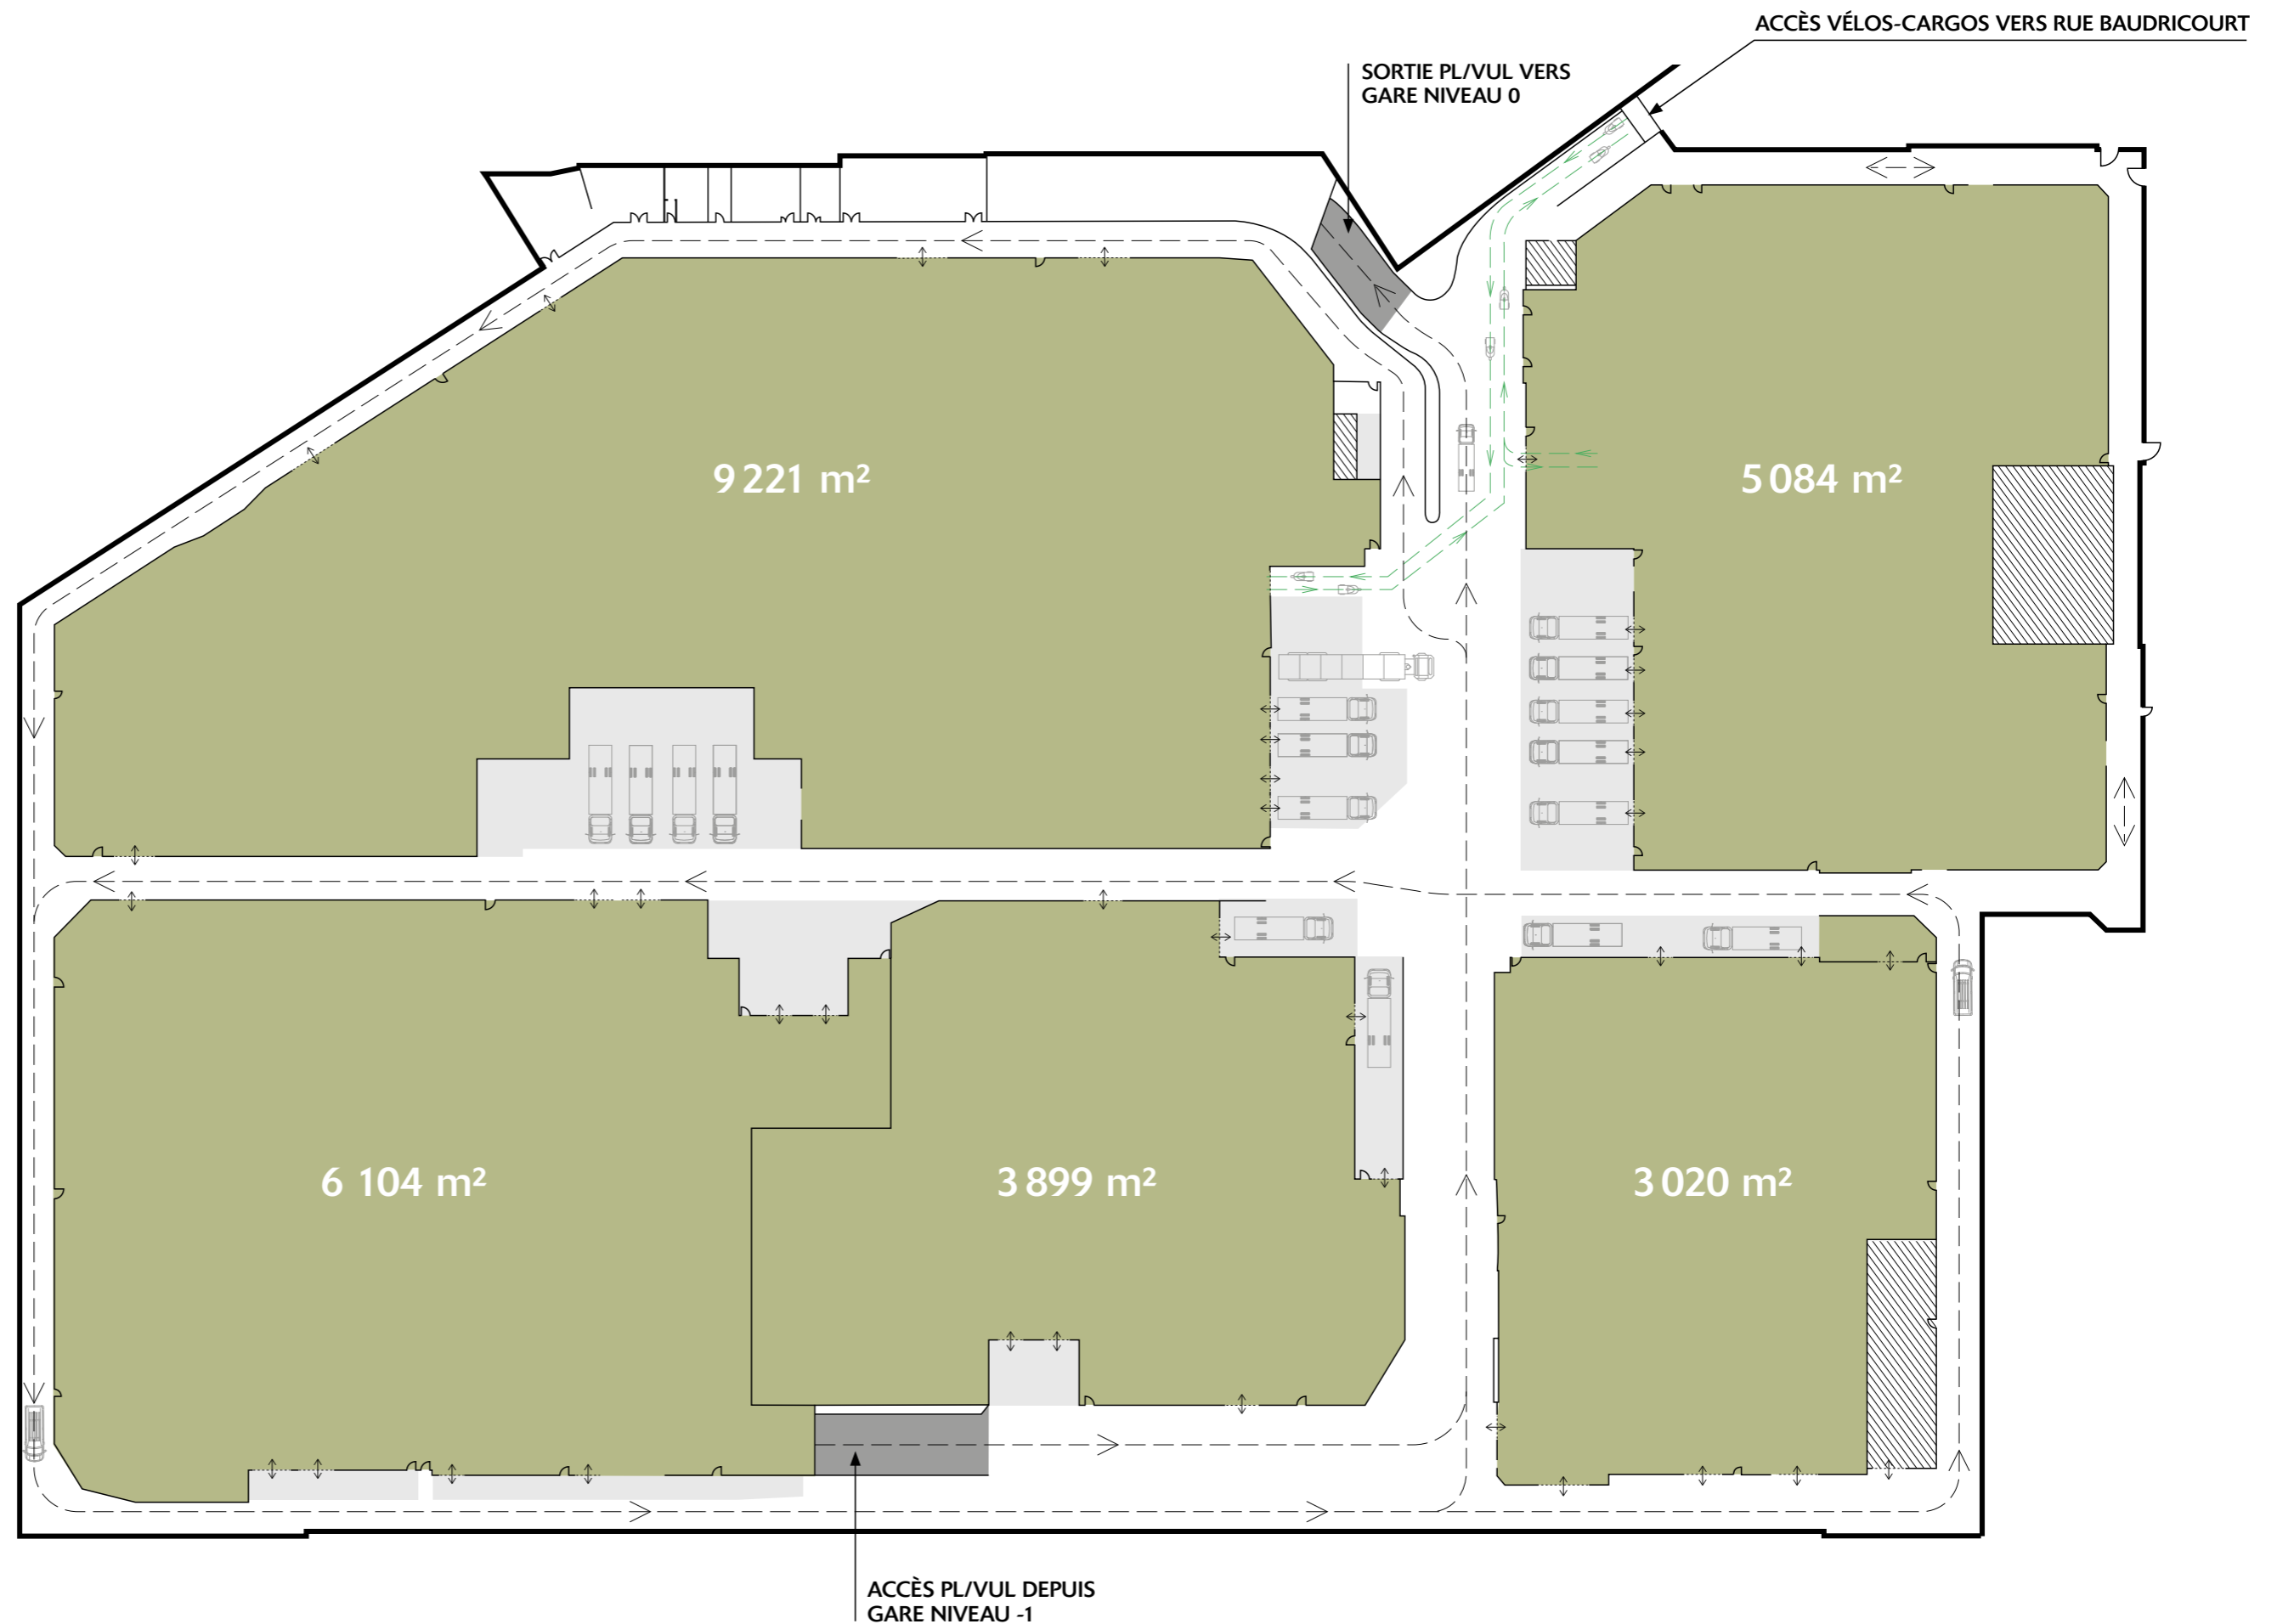 ACCÈS VÉLOS-CARGOS VERS RUE BAUDRICOURT
SORTIE PL/VUL VERS
GARE NIVEAU 0
9 221 m²
5 084 m²
6 104 m²
3 899 m²
3 020 m²
ACCÈS PL/VUL DEPUIS
GARE NIVEAU -1